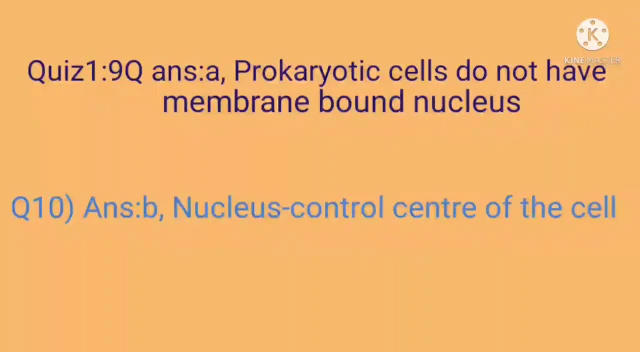 Quiz1:9Q ans:a, Prokaryotic cells do not have
membrane bound nucleus
Q10) Ans:b, Nucleus-control centre of the cell
K
KINEMASTER